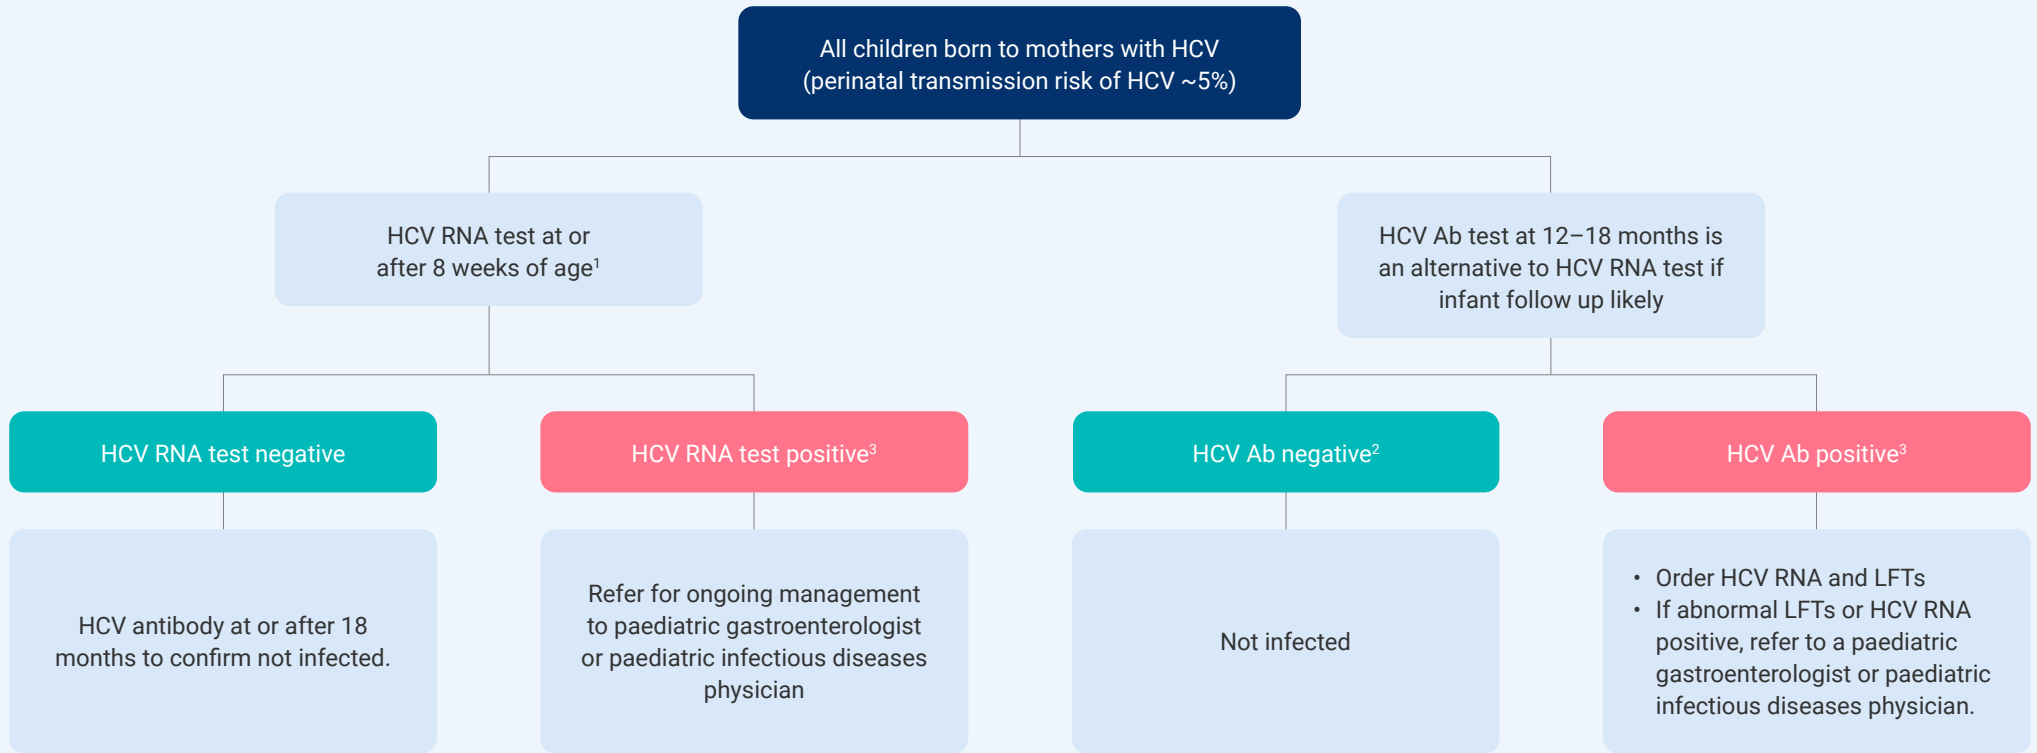 All children born to mothers with HCV
(perinatal transmission risk of HCV ~5%)
HCV RNA test at or
after 8 weeks of age¹
HCV Ab test at 12–18 months is
an alternative to HCV RNA test if
infant follow up likely
HCV RNA test negative
HCV RNA test positive³
HCV Ab negative²
HCV Ab positive³
HCV antibody at or after 18
months to confirm not infected.
Refer for ongoing management
to paediatric gastroenterologist
or paediatric infectious diseases
physician
Not infected
• Order HCV RNA and LFTs
• If abnormal LFTs or HCV RNA
positive, refer to a paediatric
gastroenterologist or paediatric
infectious diseases physician.